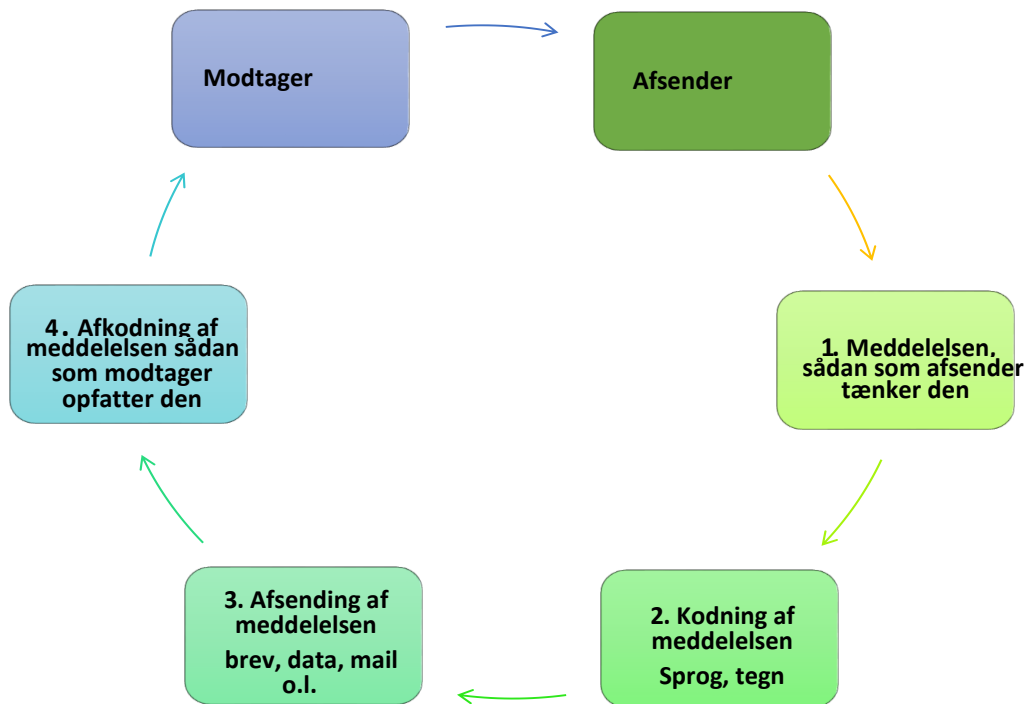 Modtager
Afsender
1. Meddelelsen,
sådan som afsender
tænker den
2. Kodning af
meddelelsen
Sprog, tegn
3. Afsending af
meddelelsen
brev, data, mail
o.l.
4. Afkodning af
meddelelsen sådan
som modtager
opfatter den